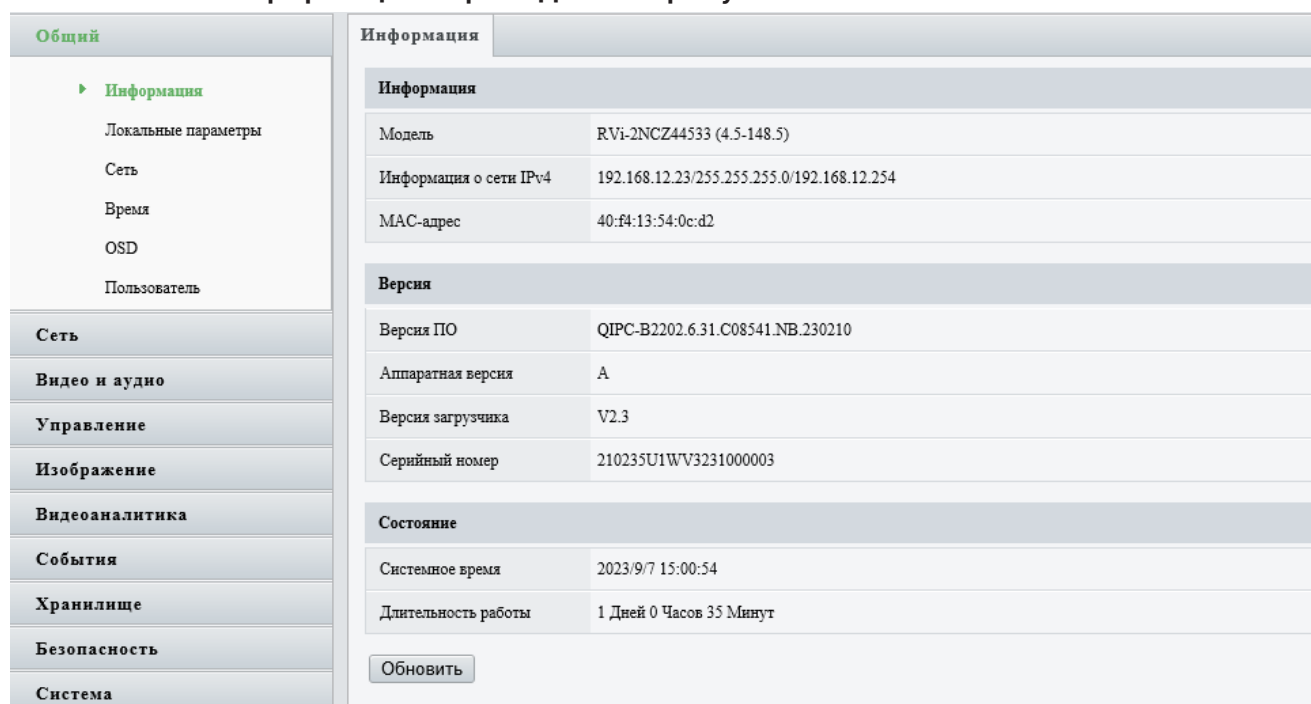 Общий
Информация
Локальные параметры
Сеть
Время
OSD
Пользователь
Сеть
Видео и аудио
Управление
Изображение
Видеоаналитика
События
Хранилище
Безопасность
Система
Информация
Информация
Модель RVi-2NCZ44533 (4.5-148.5)
Информация о сети IPv4 192.168.12.23/255.255.255.0/192.168.12.254
MAC-адрес 40:f4:13:54:0c:d2
Версия
Версия ПО QIPC-B2202.6.31.C08541.NB.230210
Аппаратная версия A
Версия загрузчика V2.3
Серийный номер 210235U1WV3231000003
Состояние
Системное время 2023/9/7 15:00:54
Длительность работы 1 Дней 0 Часов 35 Минут
Обновить